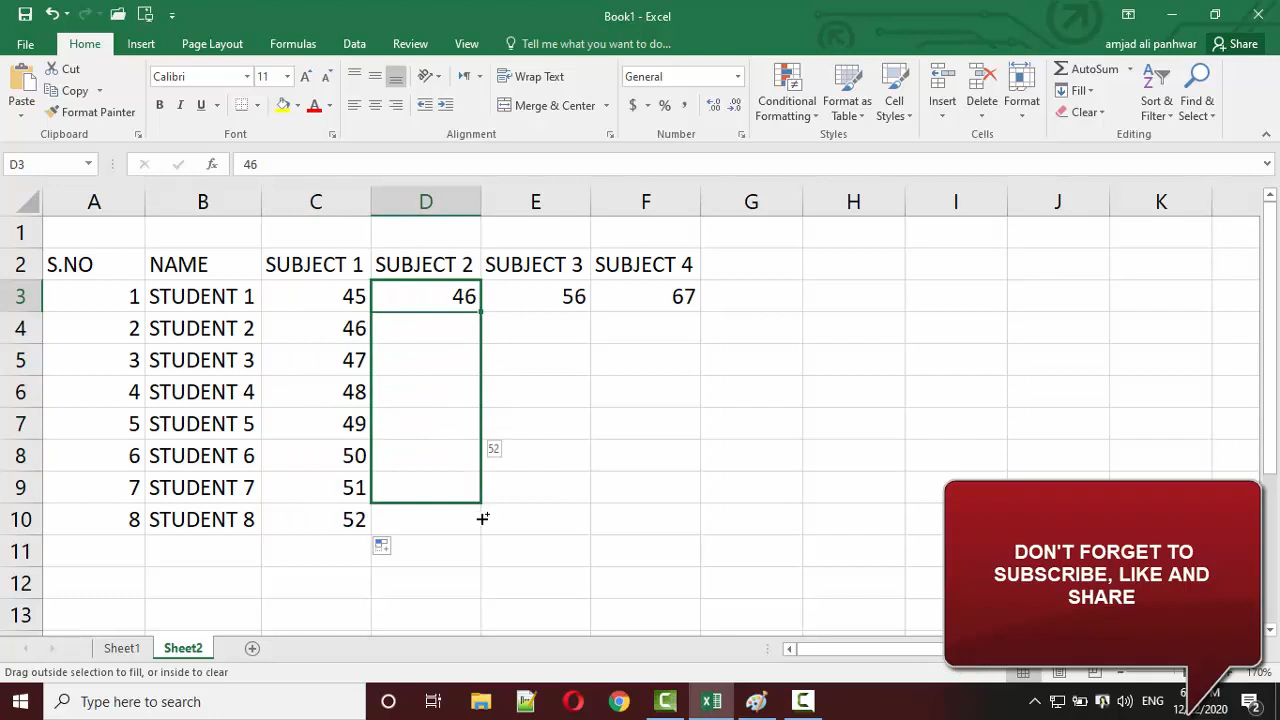 Book1 - Excel
File Home Insert Page Layout Formulas Data Review View Tell me what you want to do... amjad ali panhwar Share
Paste Cut Copy Format Painter Clipboard
Calibri 11 B I U A Font
Wrap Text Merge & Center Alignment
General $ % , Number
Conditional Formatting Format as Table Cell Styles Styles
Insert Delete Format Cells
AutoSum Fill Clear Sort & Filter Find & Select Editing
D3 fx 46
A B C D E F G H I J K
1
2 S.NO NAME SUBJECT 1 SUBJECT 2 SUBJECT 3 SUBJECT 4
3 1 STUDENT 1 45 46 56 67
4 2 STUDENT 2 46
5 3 STUDENT 3 47
6 4 STUDENT 4 48
7 5 STUDENT 5 49
8 6 STUDENT 6 50 52
9 7 STUDENT 7 51
10 8 STUDENT 8 52
11
12
13
DON'T FORGET TO
SUBSCRIBE, LIKE AND
SHARE
Sheet1 Sheet2
Drag outside selection to fill, or inside to clear 170%
Type here to search ENG 2